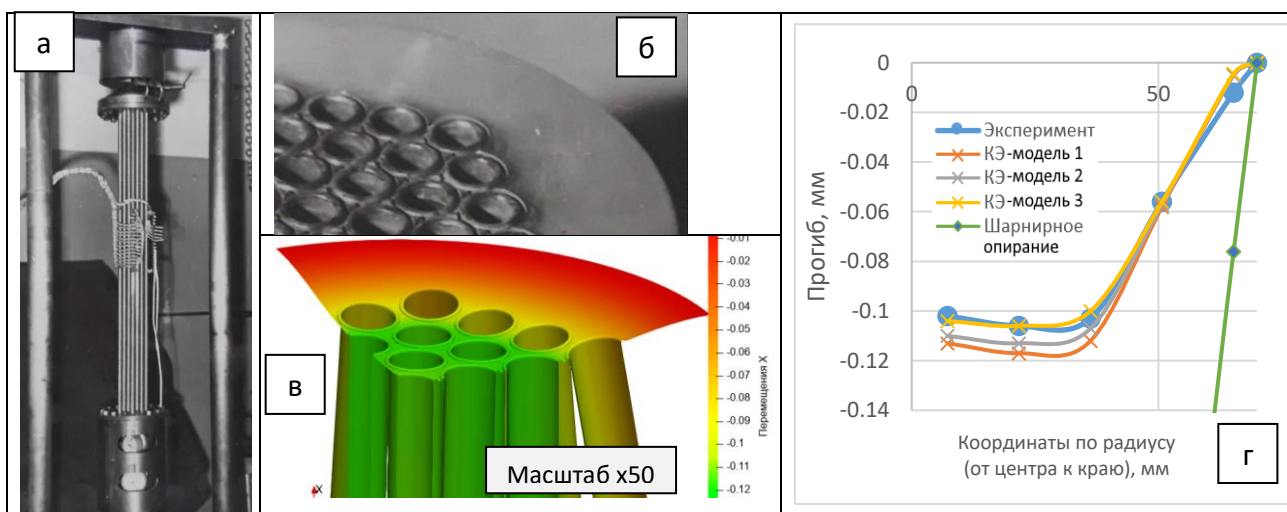 а
б
-0.01
-0.02
-0.03
-0.04
-0.05
-0.06
-0.07
-0.08
-0.09
-0.1
-0.11
-0.12
Перемещения X
в
X
Масштаб x50
0
-0.02
-0.04
-0.06
-0.08
-0.1
-0.12
-0.14
Прогиб, мм
0
50
Эксперимент
КЭ-модель 1
КЭ-модель 2
КЭ-модель 3
Шарнирное
опирание
Координаты по радиусу
(от центра к краю), мм
г